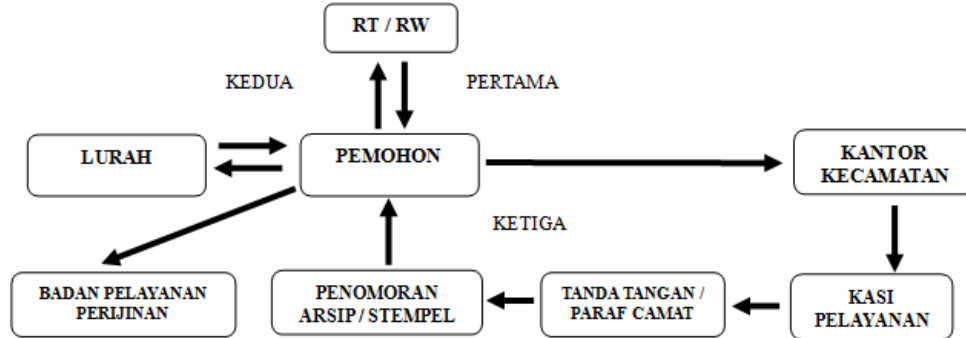 RT / RW
KEDUA
PERTAMA
LURAH
PEMOHON
KANTOR
KECAMATAN
KETIGA
BADAN PELAYANAN
PERIJINAN
PENOMORAN
ARSIP / STEMPEL
TANDA TANGAN /
PARAF CAMAT
KASI
PELAYANAN